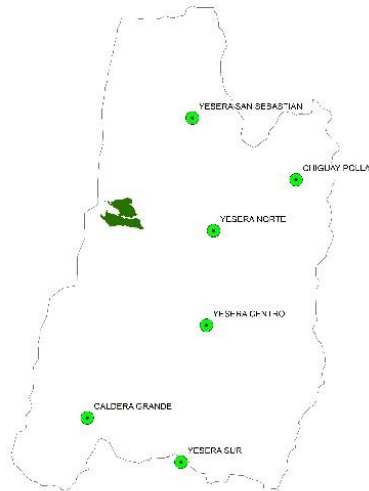 YESERA SAN SEBASTIAN
CHIGUAY POLLA
YESERA NORTE
YESERA CENTRO
CALDERA GRANDE
YESERA SUR